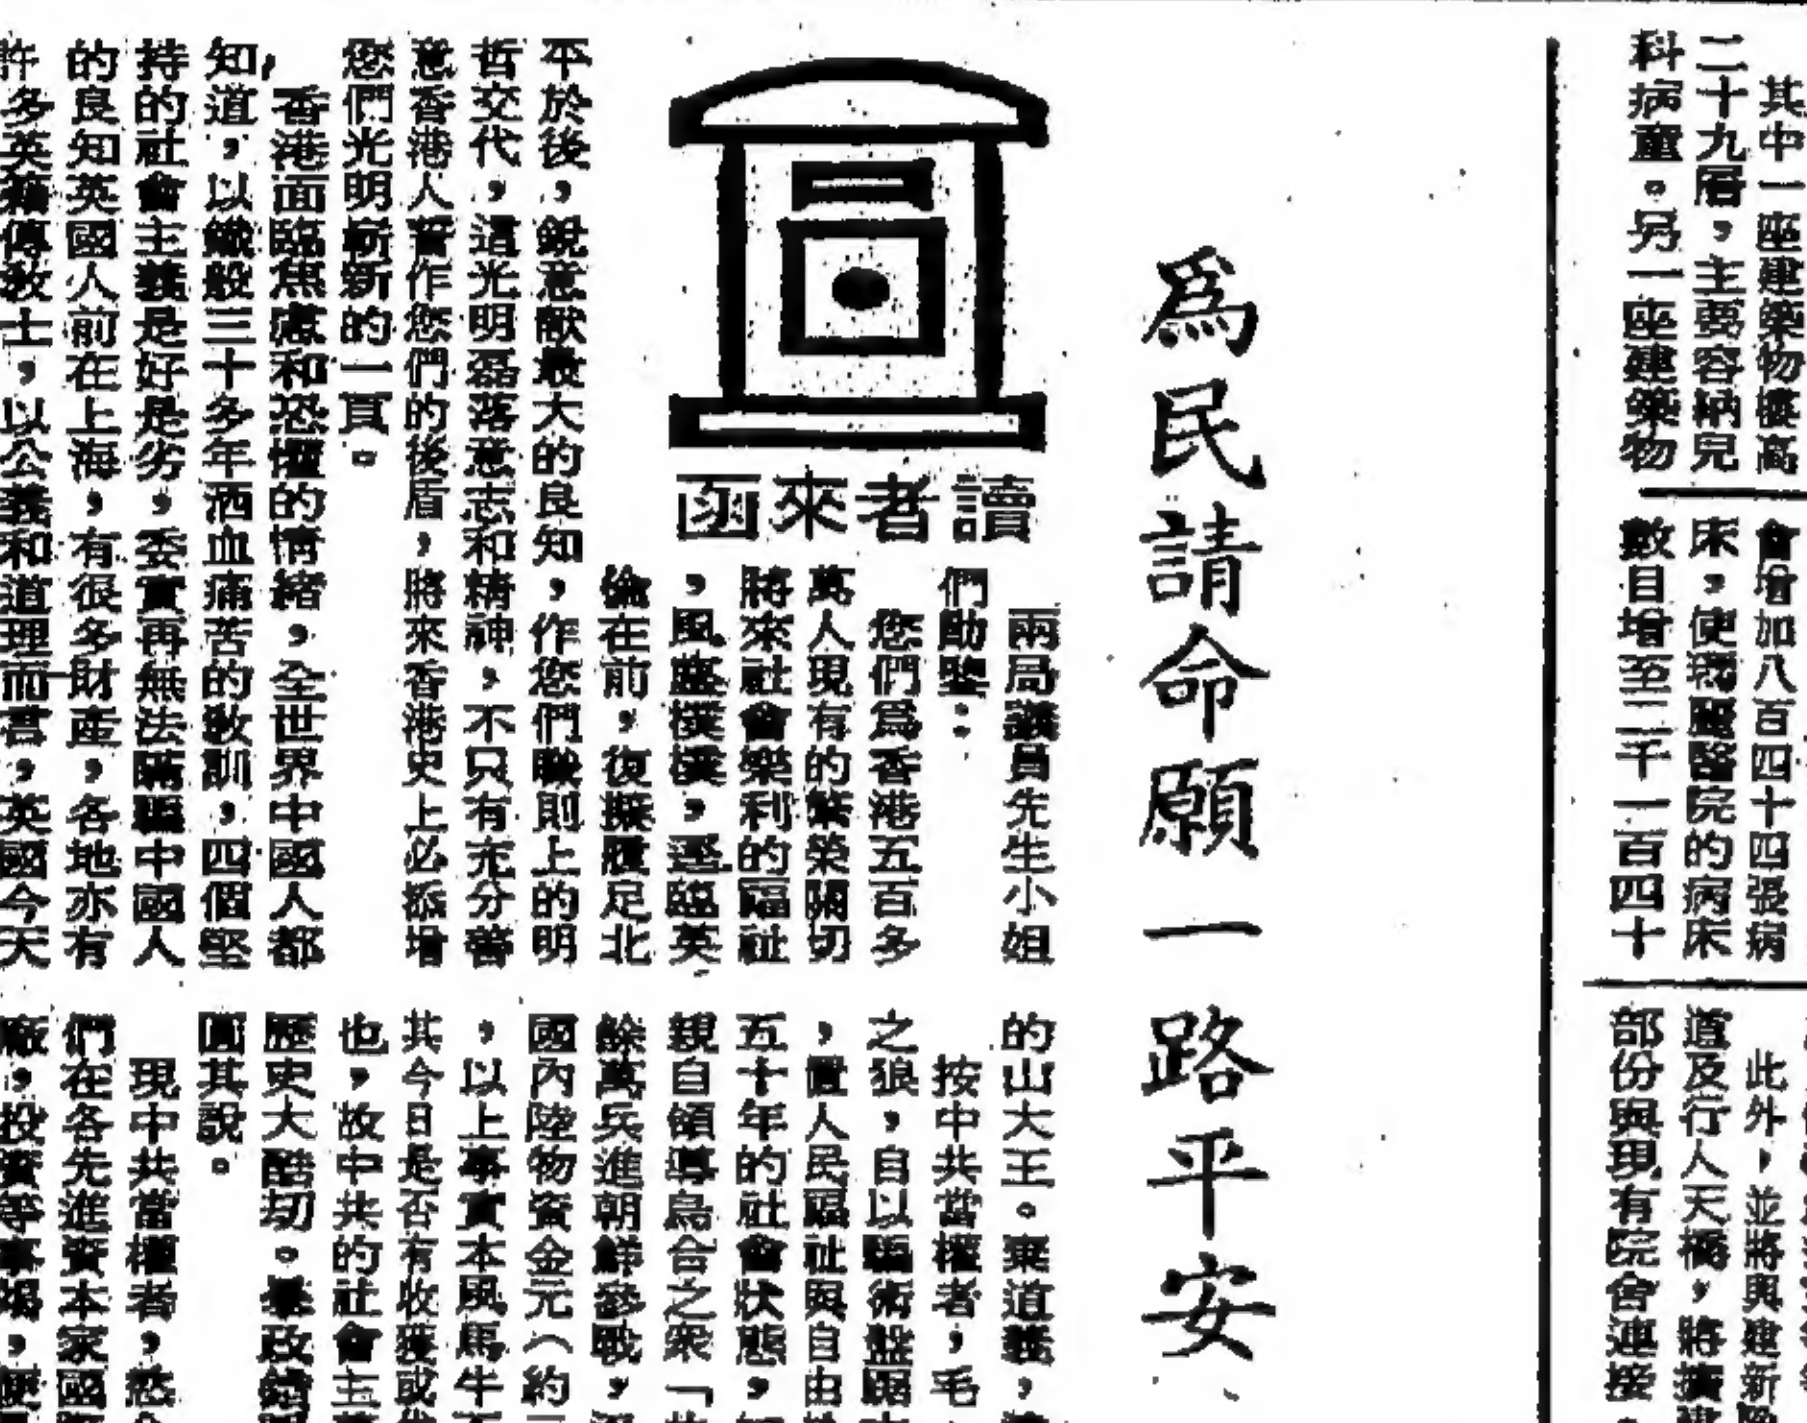 其中一座建築物樓高
二十九層，主要容納兒
科病童。另一座建築物
會增加八百四十四張病
床，使瑪麗醫院的病床
數目增至二千一百四十
此外，並將興建新
道及行人天橋，將擴建
部份與現有院舍連接。
為民請命願一路平安
讀者來函
兩局議員先生小姐
們助鑒：
您們為香港五百多
萬人現有的繁榮關切
將來社會樂利的福祉
，風塵樸樸，遠臨英
倫在前，復擬履足北
平於後，銳意獻最大的良知，作您們職則上的明
哲交代，這光明磊落意志和精神，不只有充分善
意香港人誓作您們的後盾，將來香港史上必添增
您們光明嶄新的一頁。
香港面臨焦慮和恐懼的情緒，全世界中國人都
知道，以鐵般三十多年洒血痛苦的教訓，四個堅
持的社會主義是好是劣，委實再無法瞞騙中國人
的良知英國人前在上海，有很多財產，各地亦有
許多英籍傳教士，以公義和道理而言，英國今天
的山大王。棄道義，
按中共當權者，毛
之狼，自以騙術盤踞
，置人民福祉與自由
五十年的社會狀態，
親自領導烏合之衆「
餘萬兵進朝鮮參戰，
國內陸物資金元（約
，以上事實本風馬牛
其今日是否有收獲或
也，故中共的社會主
歷史大酷刧。暴政
圓其說。
現中共當權者，
們在各先進資本家國
廠，投資等事場，